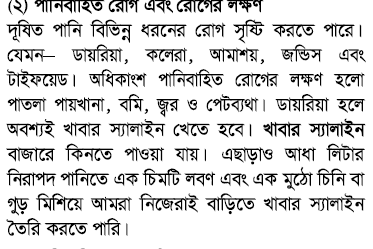 (২) পানিবাহিত রোগ এবং রোগের লক্ষণ
দূষিত পানি বিভিন্ন ধরনের রোগ সৃষ্টি করতে পারে।
যেমন— ডায়রিয়া, কলেরা, আমাশয়, জন্ডিস এবং
টাইফয়েড। অধিকাংশ পানিবাহিত রোগের লক্ষণ হলো
পাতলা পায়খানা, বমি, জ্বর ও পেটব্যথা। ডায়রিয়া হলে
অবশ্যই খাবার স্যালাইন খেতে হবে। খাবার স্যালাইন
বাজারে কিনতে পাওয়া যায়। এছাড়াও আধা লিটার
নিরাপদ পানিতে এক চিমটি লবণ এবং এক মুঠো চিনি বা
গুড় মিশিয়ে আমরা নিজেরাই বাড়িতে খাবার স্যালাইন
তৈরি করতে পারি।